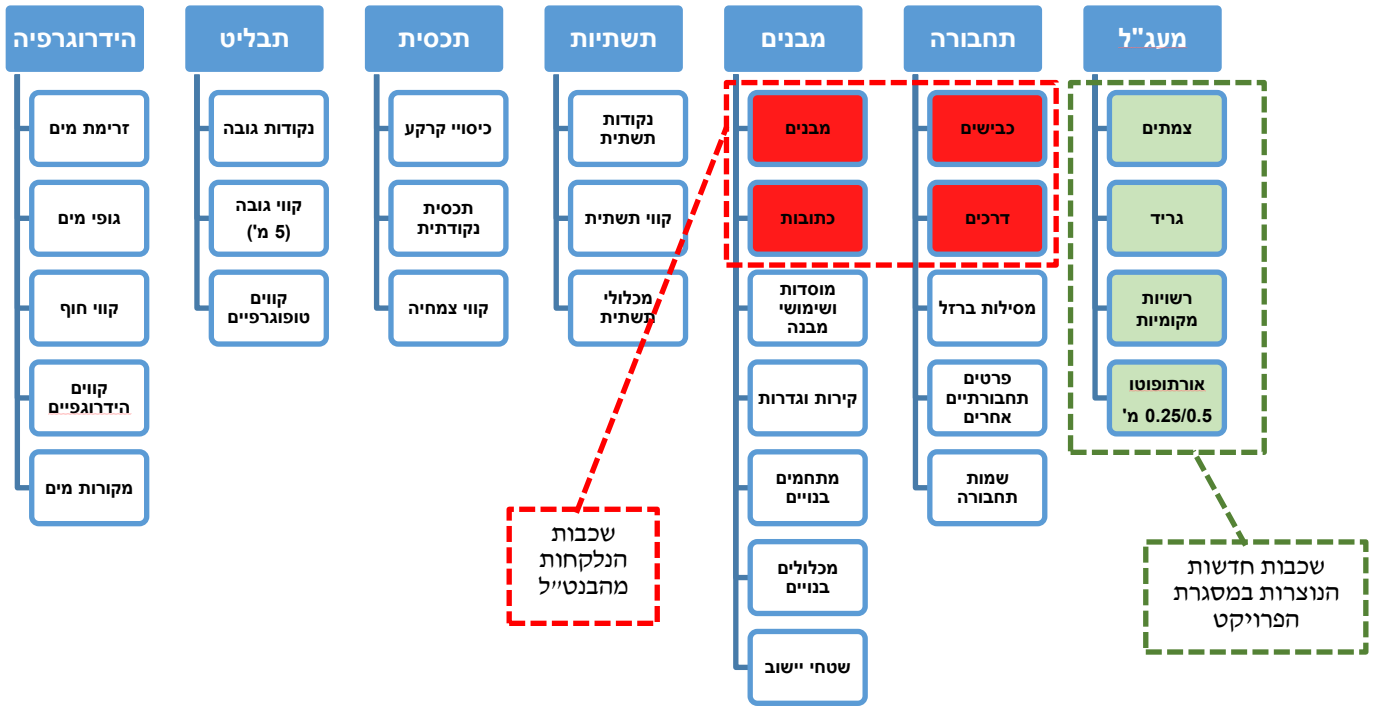 מעג"ל
צמתים
גריד
רשויות
מקומיות
אורתופוטו
0.25/0.5 מ'
תחבורה
כבישים
דרכים
מסילות ברזל
פרטים
תחבורתיים
אחרים
שמות
תחבורה
מבנים
מבנים
כתובות
מוסדות
ושימושי
מבנה
קירות וגדרות
מתחמים
בנויים
מכלולים
בנויים
שטחי יישוב
תשתיות
נקודות
תשתית
קווי תשתית
מכלולי
תשתית
תכסית
כיסויי קרקע
תכסית
נקודתית
קווי צמחיה
תבליט
נקודות גובה
קווי גובה
(5 מ')
קווים
טופוגרפיים
הידרוגרפיה
זרימת מים
גופי מים
קווי חוף
קווים
הידרוגפיים
מקורות מים
שכבות
הנלקחות
מהבנט״ל
שכבות חדשות
הנוצרות במסגרת
הפרויקט